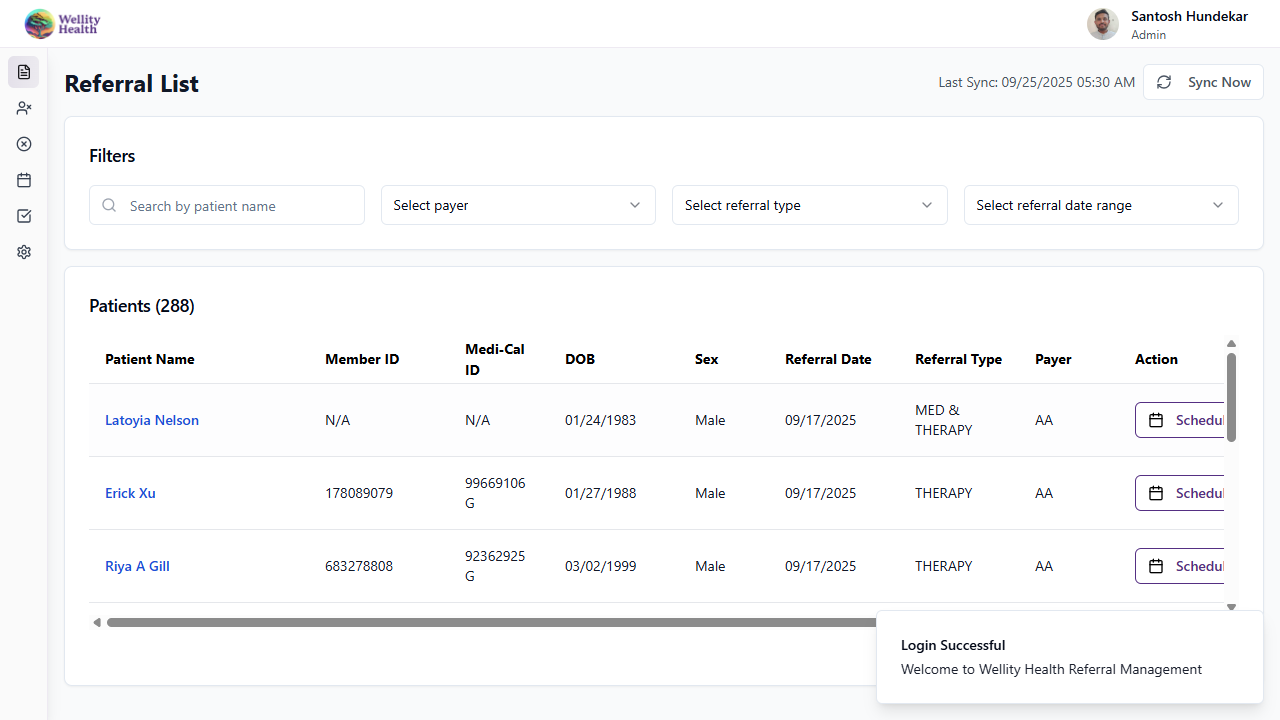 Wellity
Health
Santosh Hundekar
Admin
Referral List
Last Sync: 09/25/2025 05:30 AM
Sync Now
Filters
Search by patient name
Select payer
Select referral type
Select referral date range
Patients (288)
Patient Name Member ID Medi-Cal ID DOB Sex Referral Date Referral Type Payer Action
Latoyia Nelson N/A N/A 01/24/1983 Male 09/17/2025 MED & THERAPY AA Schedul
Erick Xu 178089079 99669106G 01/27/1988 Male 09/17/2025 THERAPY AA Schedul
Riya A Gill 683278808 92362925G 03/02/1999 Male 09/17/2025 THERAPY AA Schedul
Login Successful
Welcome to Wellity Health Referral Management